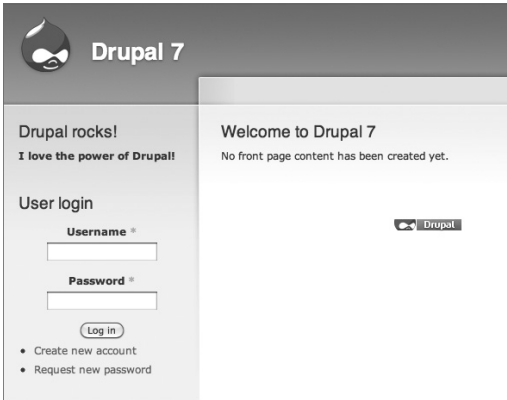 Drupal 7
Drupal rocks!
I love the power of Drupal!
User login
Username *
Password *
Log in
Create new account
Request new password
Welcome to Drupal 7
No front page content has been created yet.
Drupal